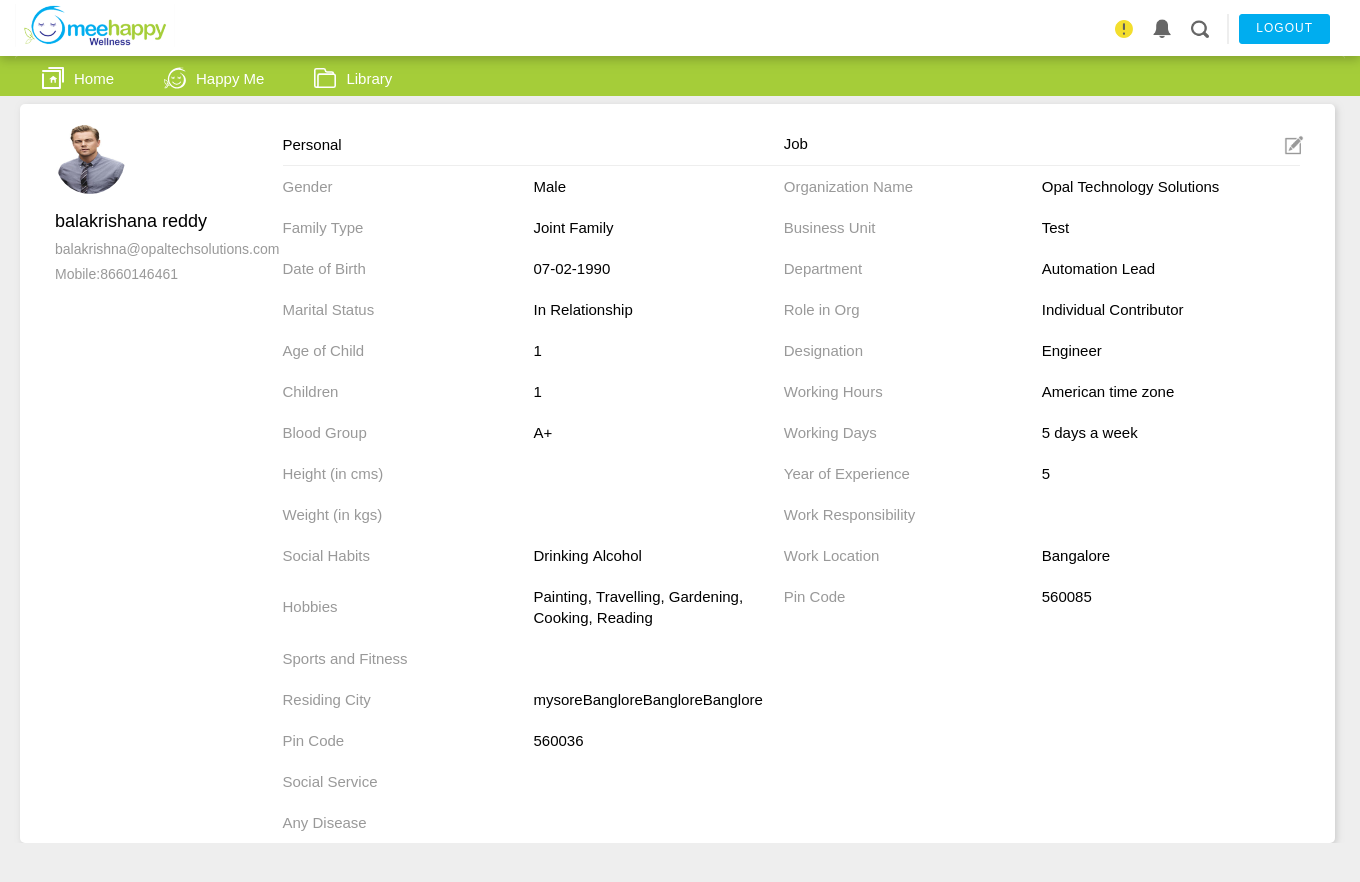 meehappy
Wellness
LOGOUT
Home
Happy Me
Library
balakrishana reddy
balakrishna@opaltechsolutions.com
Mobile:8660146461
Personal
Gender Male
Family Type Joint Family
Date of Birth 07-02-1990
Marital Status In Relationship
Age of Child 1
Children 1
Blood Group A+
Height (in cms)
Weight (in kgs)
Social Habits Drinking Alcohol
Hobbies Painting, Travelling, Gardening,
Cooking, Reading
Sports and Fitness
Residing City mysoreBangloreBangloreBanglore
Pin Code 560036
Social Service
Any Disease
Job
Organization Name Opal Technology Solutions
Business Unit Test
Department Automation Lead
Role in Org Individual Contributor
Designation Engineer
Working Hours American time zone
Working Days 5 days a week
Year of Experience 5
Work Responsibility
Work Location Bangalore
Pin Code 560085